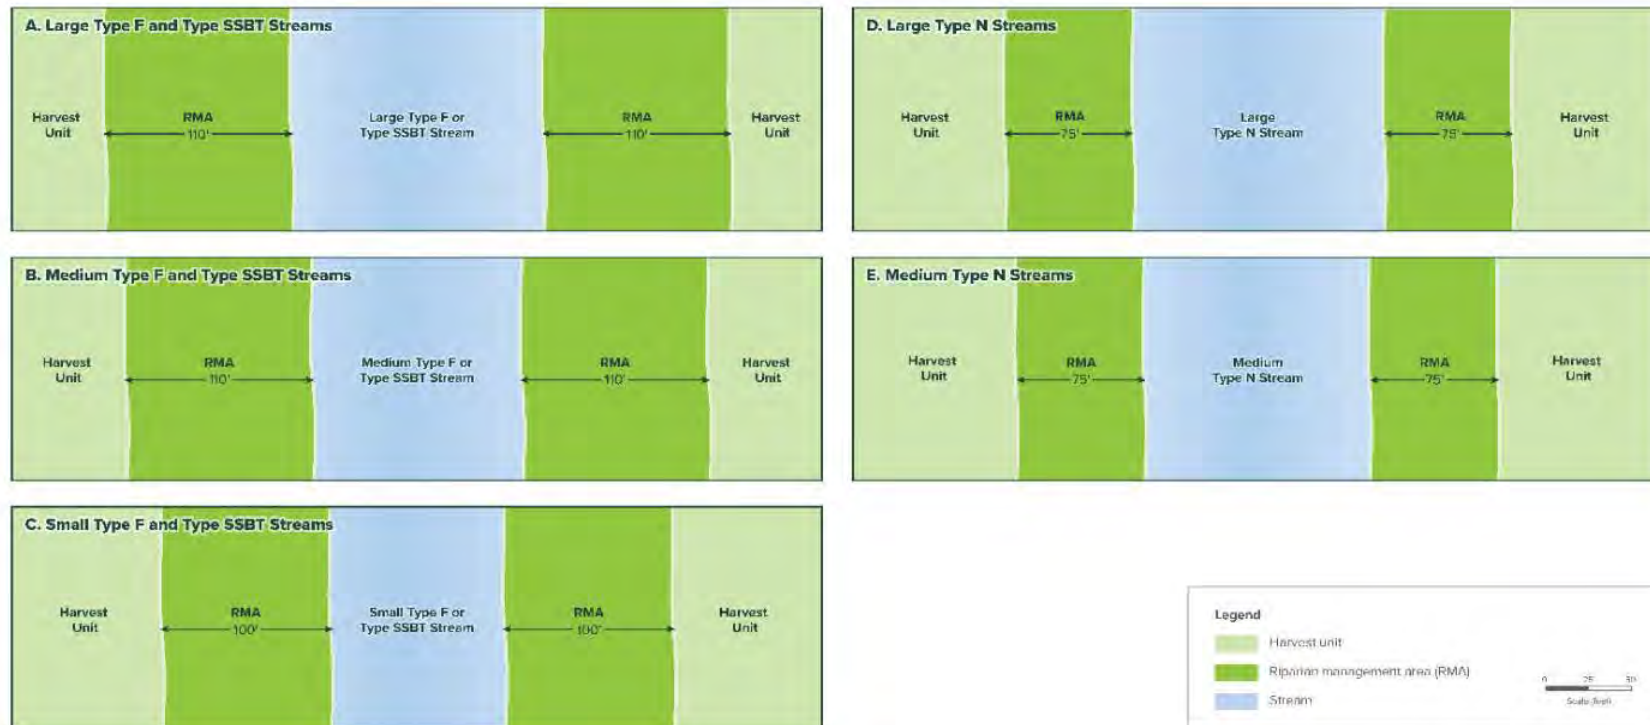 A. Large Type F and Type SSBT Streams
Harvest
Unit
RMA
110'
Large Type F or
Type SSBT Stream
RMA
110'
Harvest
Unit
B. Medium Type F and Type SSBT Streams
Harvest
Unit
RMA
110'
Medium Type F or
Type SSBT Stream
RMA
110'
Harvest
Unit
C. Small Type F and Type SSBT Streams
Harvest
Unit
RMA
100'
Small Type F or
Type SSBT Stream
RMA
100'
Harvest
Unit
D. Large Type N Streams
Harvest
Unit
RMA
75'
Large
Type N Stream
RMA
75'
Harvest
Unit
E. Medium Type N Streams
Harvest
Unit
RMA
75'
Medium
Type N Stream
RMA
75'
Harvest
Unit
Legend
Harvest unit
Riparian management area (RMA)
Stream
0 25 50
Scale (feet)